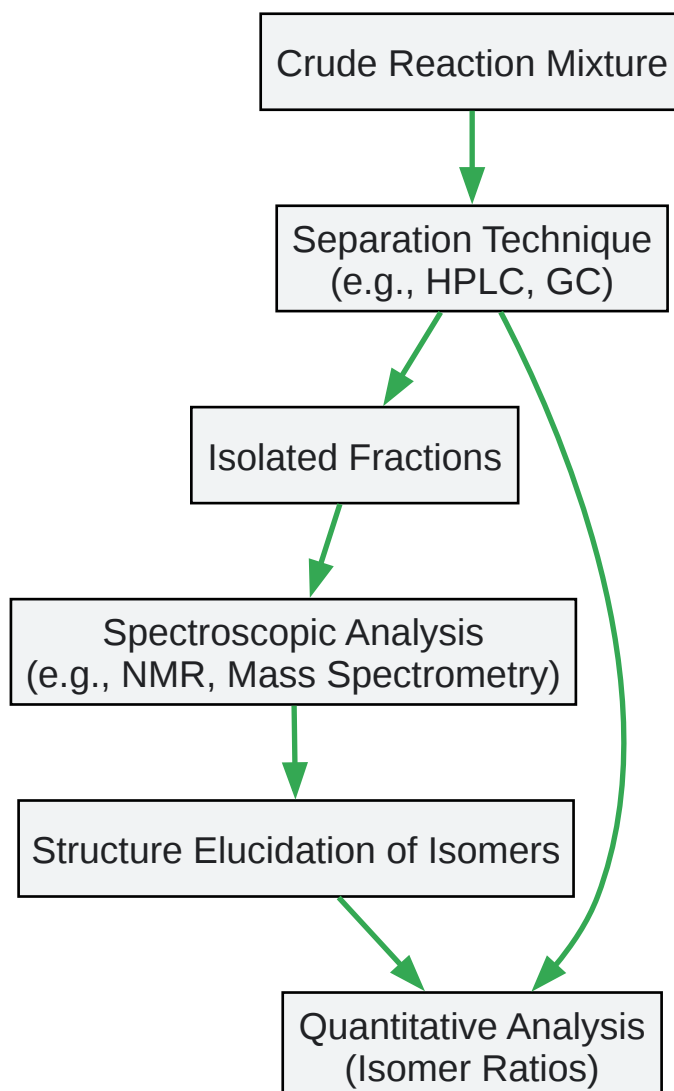 Crude Reaction Mixture
Separation Technique
(e.g., HPLC, GC)
Isolated Fractions
Spectroscopic Analysis
(e.g., NMR, Mass Spectrometry)
Structure Elucidation of Isomers
Quantitative Analysis
(Isomer Ratios)